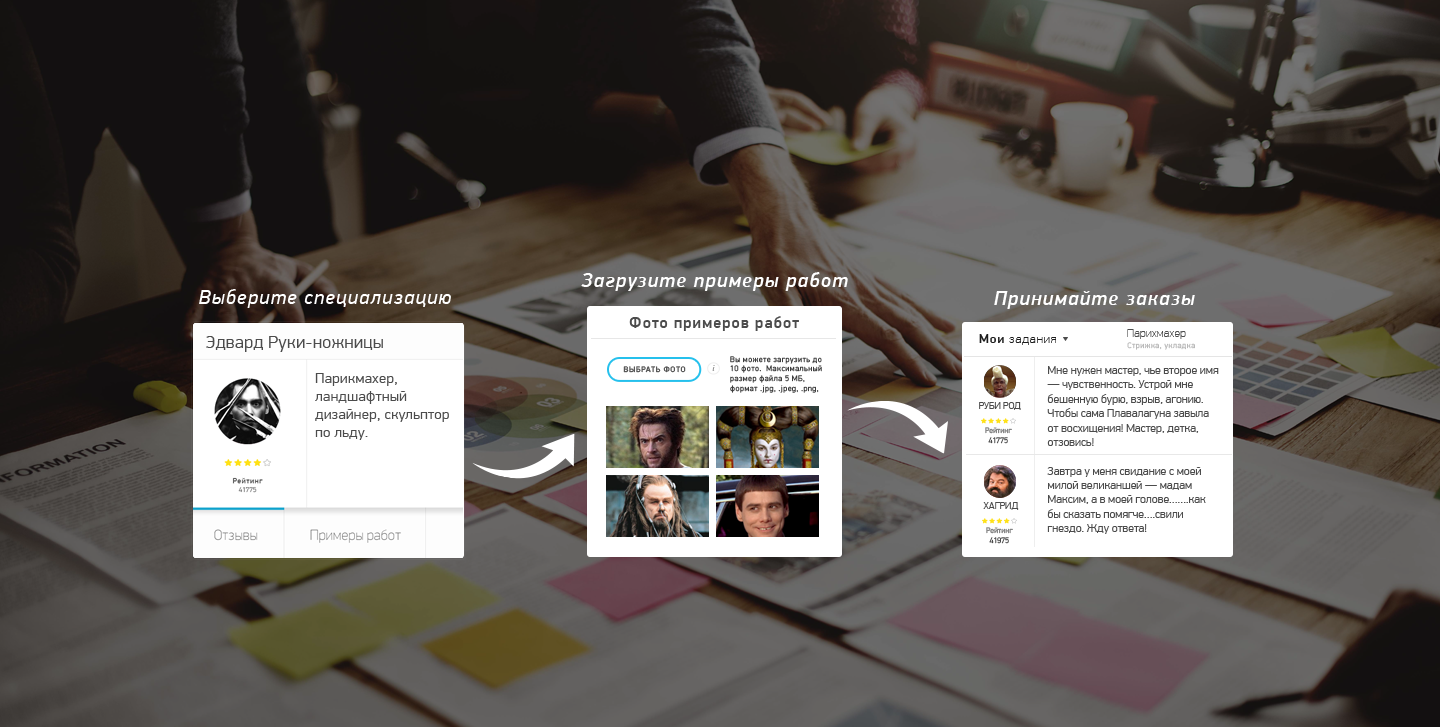 Выберите специализацию
Эдвард Руки-ножницы
Парикмахер,
ландшафтный
дизайнер, скульптор
по льду.
Рейтинг
41775
Отзывы
Примеры работ
Загрузите примеры работ
Фото примеров работ
ВЫБРАТЬ ФОТО
i
Вы можете загрузить до
10 фото. Максимальный
размер файла 5 МБ,
формат .jpg, .jpeg, .png,
Принимайте заказы
Мои задания
Парихмахер
Стрижка, укладка
РУБИ РОД
Рейтинг
41775
Мне нужен мастер, чье второе имя
— чувственность. Устрой мне
бешенную бурю, взрыв, агонию.
Чтобы сама Плавалагуна завыла
от восхищения! Мастер, детка,
отзовись!
ХАГРИД
Рейтинг
41975
Завтра у меня свидание с моей
милой великаншей — мадам
Максим, а в моей голове…….как
бы сказать помягче….свили
гнездо. Жду ответа!
03
02
INFORMATION